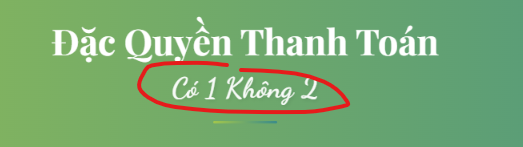 Đặc Quyền Thanh Toán
Có 1 Không 2